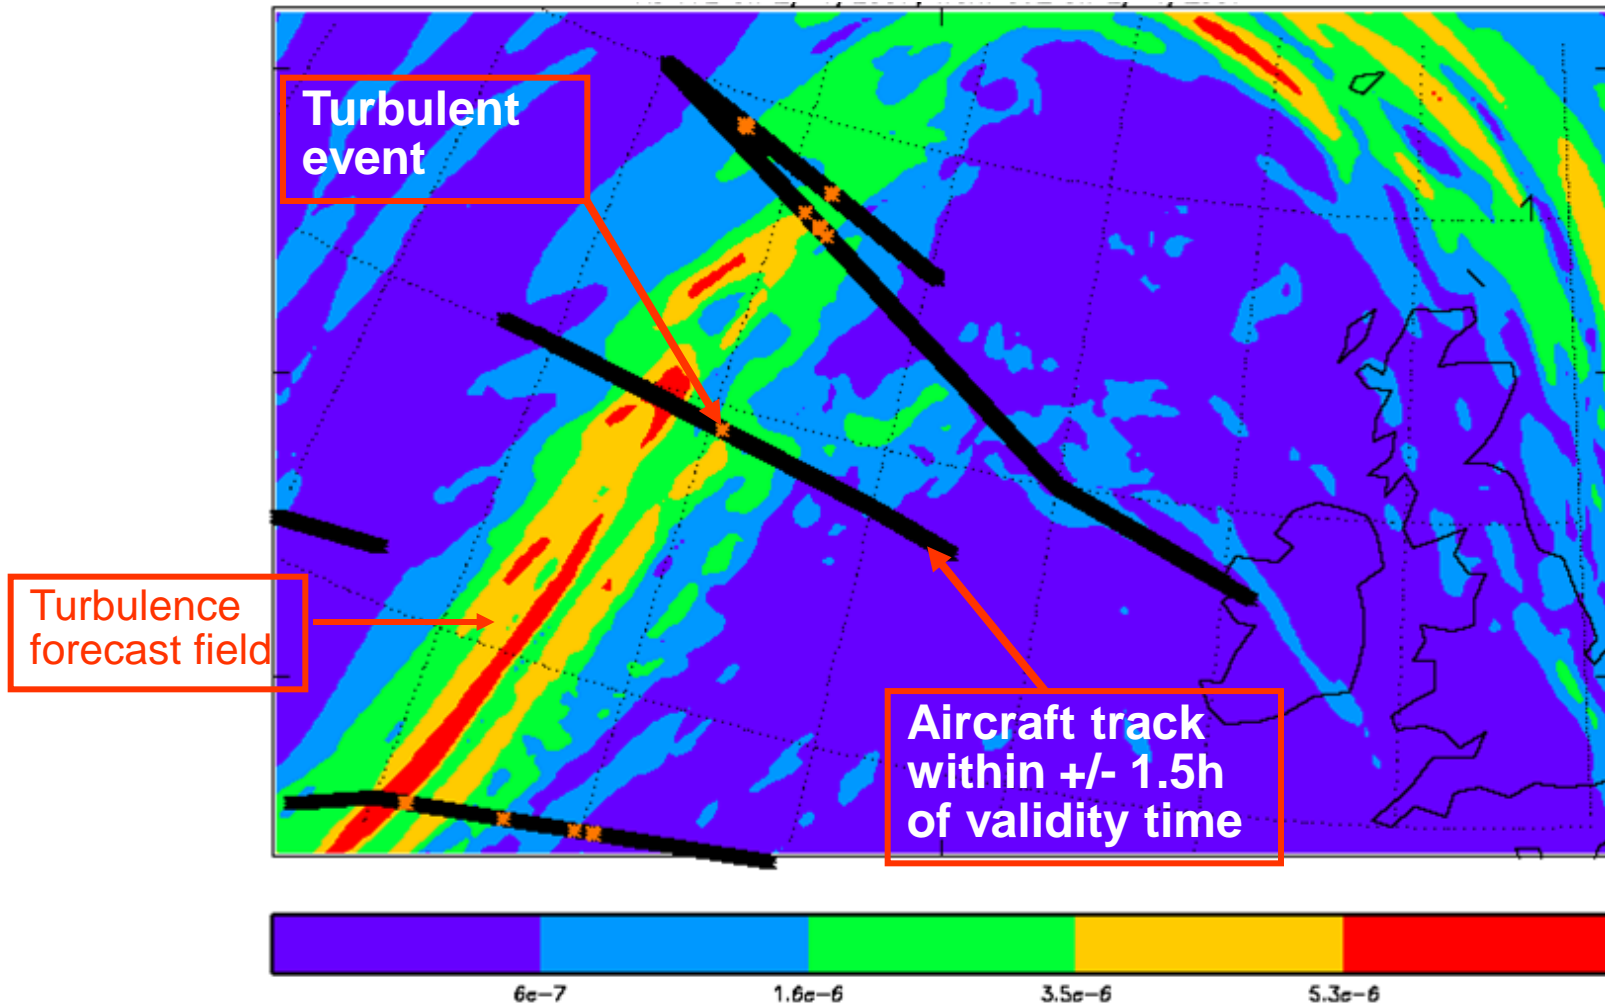 Turbulent
event
Turbulence
forecast field
Aircraft track
within +/- 1.5h
of validity time
6e-7
1.6e-6
3.5e-6
5.3e-6